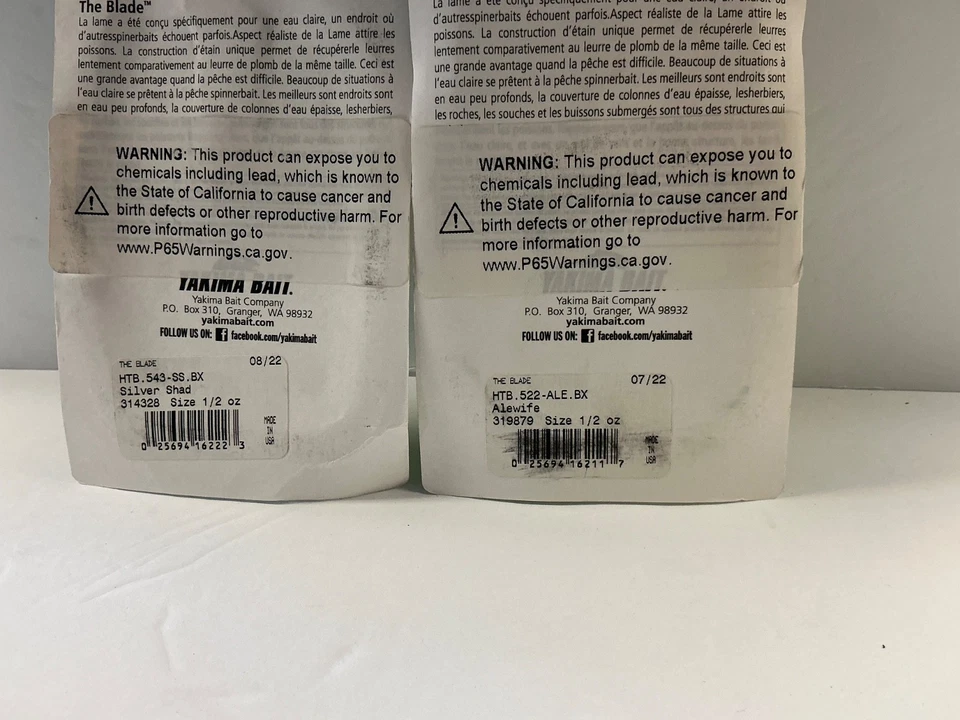 The Blade™
La lame a été conçu spécifiquement pour une eau claire, un endroit où
d'autresspinerbaits échouent parfois.Aspect réaliste de la Lame attire les
poissons. La construction d'étain unique permet de récupérerle leurres
lentement comparativement au leurre de plomb de la même taille. Ceci est
une grande avantage quand la pêche est difficile. Beaucoup de situations à
l'eau claire se prêtent à la pêche spinnerbait. Les meilleurs sont endroits sont
en eau peu profonds, la couverture de colonnes d'eau épaisse, lesherbiers,
WARNING: This product can expose you to
chemicals including lead, which is known to
the State of California to cause cancer and
birth defects or other reproductive harm. For
more information go to
www.P65Warnings.ca.gov.
YAKIMA BAIT.
Yakima Bait Company
P.O. Box 310, Granger, WA 98932
yakimabait.com
FOLLOW US ON: facebook.com/yakimabait
THE BLADE 08/22
HTB.543-SS.BX
Silver Shad
314328 Size 1/2 oz
MADE
IN
USA
0 25694 16222 3
La lame a été conçu spécifiquement pour une eau claire, un endroit où
d'autresspinerbaits échouent parfois.Aspect réaliste de la Lame attire les
poissons. La construction d'étain unique permet de récupérerle leurres
lentement comparativement au leurre de plomb de la même taille. Ceci est
une grande avantage quand la pêche est difficile. Beaucoup de situations à
l'eau claire se prêtent à la pêche spinnerbait. Les meilleurs sont endroits sont
en eau peu profonds, la couverture de colonnes d'eau épaisse, lesherbiers,
les roches, les souches et les buissons submergés sont tous des structures qui
WARNING: This product can expose you to
chemicals including lead, which is known to
the State of California to cause cancer and
birth defects or other reproductive harm. For
more information go to
www.P65Warnings.ca.gov.
Yakima Bait Company
P.O. Box 310, Granger, WA 98932
yakimabait.com
FOLLOW US ON: facebook.com/yakimabait
THE BLADE 07/22
HTB.522-ALE.BX
Alewife
319879 Size 1/2 oz
MADE
IN
USA
0 25694 16211 7